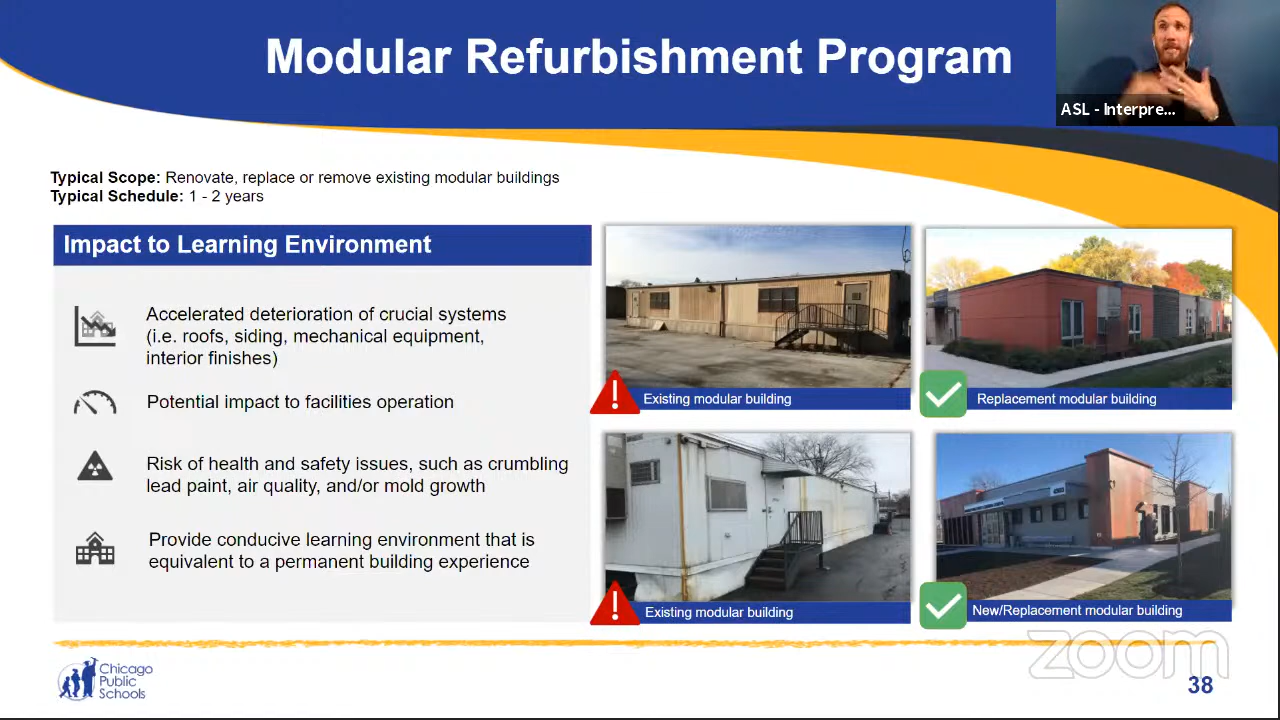 Modular Refurbishment Program
ASL - Interpre...
Typical Scope: Renovate, replace or remove existing modular buildings
Typical Schedule: 1 - 2 years
Impact to Learning Environment
Accelerated deterioration of crucial systems
(i.e. roofs, siding, mechanical equipment,
interior finishes)
Potential impact to facilities operation
Risk of health and safety issues, such as crumbling
lead paint, air quality, and/or mold growth
Provide conducive learning environment that is
equivalent to a permanent building experience
Existing modular building
Replacement modular building
Existing modular building
New/Replacement modular building
zoom
Chicago
Public
Schools
38